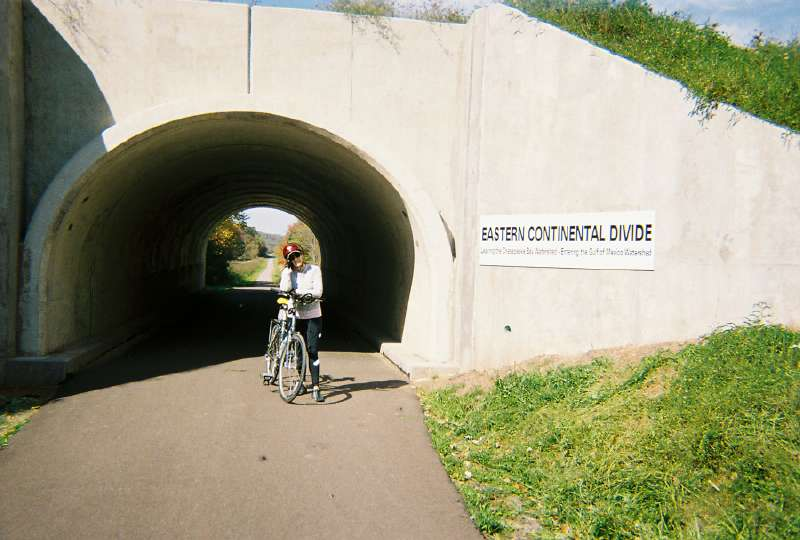 EASTERN CONTINENTAL DIVIDE
Leaving the Chesapeake Bay Watershed - Entering the Gulf of Mexico Watershed